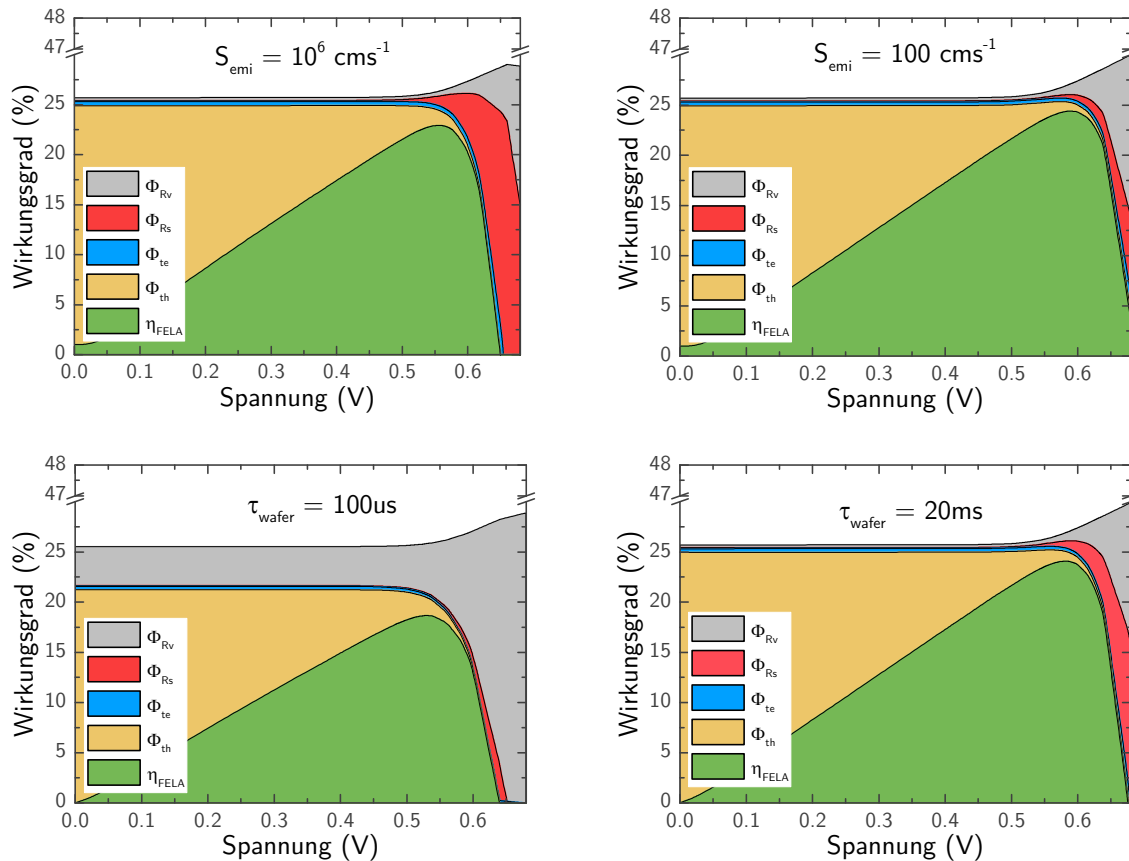 48
47
S_emi = 10^6 cms^-1
25
20
15
10
5
0
Wirkungsgrad (%)
Φ_Rv
Φ_Rs
Φ_te
Φ_th
η_FELA
0.0 0.1 0.2 0.3 0.4 0.5 0.6
Spannung (V)
48
47
S_emi = 100 cms^-1
25
20
15
10
5
0
Wirkungsgrad (%)
Φ_Rv
Φ_Rs
Φ_te
Φ_th
η_FELA
0.0 0.1 0.2 0.3 0.4 0.5 0.6
Spannung (V)
48
47
τ_wafer = 100us
25
20
15
10
5
0
Wirkungsgrad (%)
Φ_Rv
Φ_Rs
Φ_te
Φ_th
η_FELA
0.0 0.1 0.2 0.3 0.4 0.5 0.6
Spannung (V)
48
47
τ_wafer = 20ms
25
20
15
10
5
0
Wirkungsgrad (%)
Φ_Rv
Φ_Rs
Φ_te
Φ_th
η_FELA
0.0 0.1 0.2 0.3 0.4 0.5 0.6
Spannung (V)